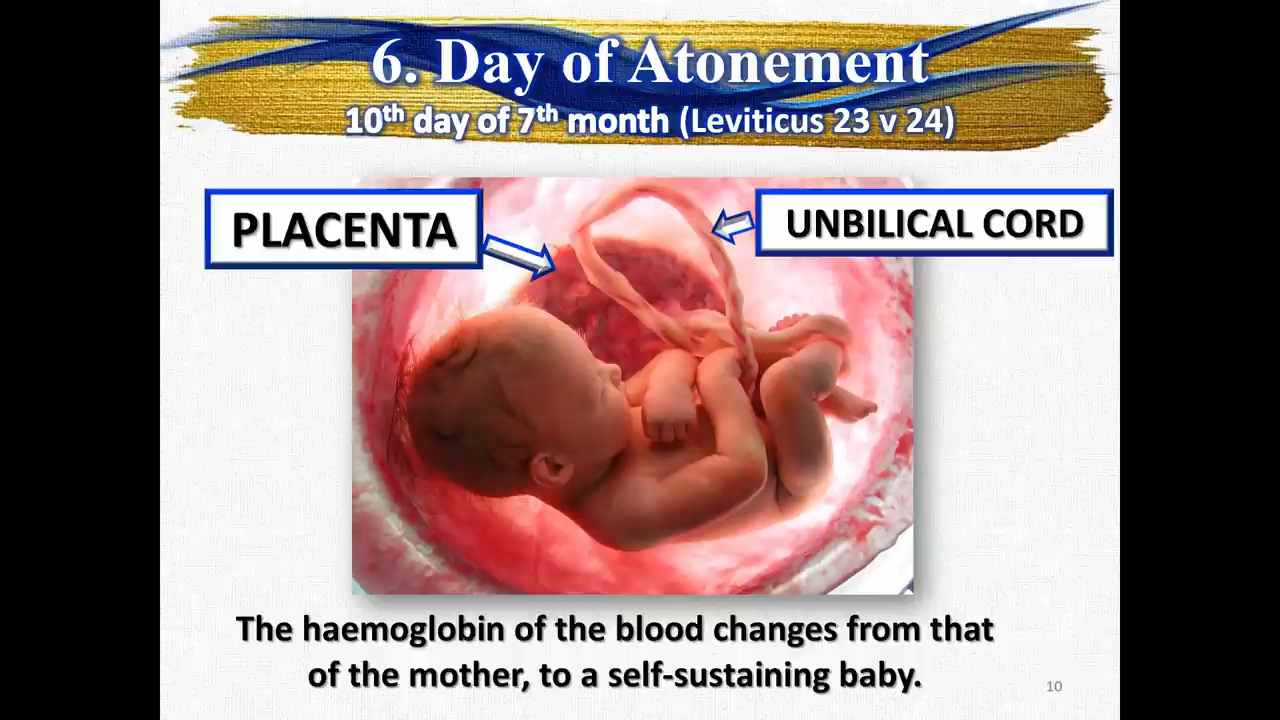 6. Day of Atonement
10th day of 7th month (Leviticus 23 v 24)
PLACENTA
UNBILICAL CORD
The haemoglobin of the blood changes from that
of the mother, to a self-sustaining baby.
10